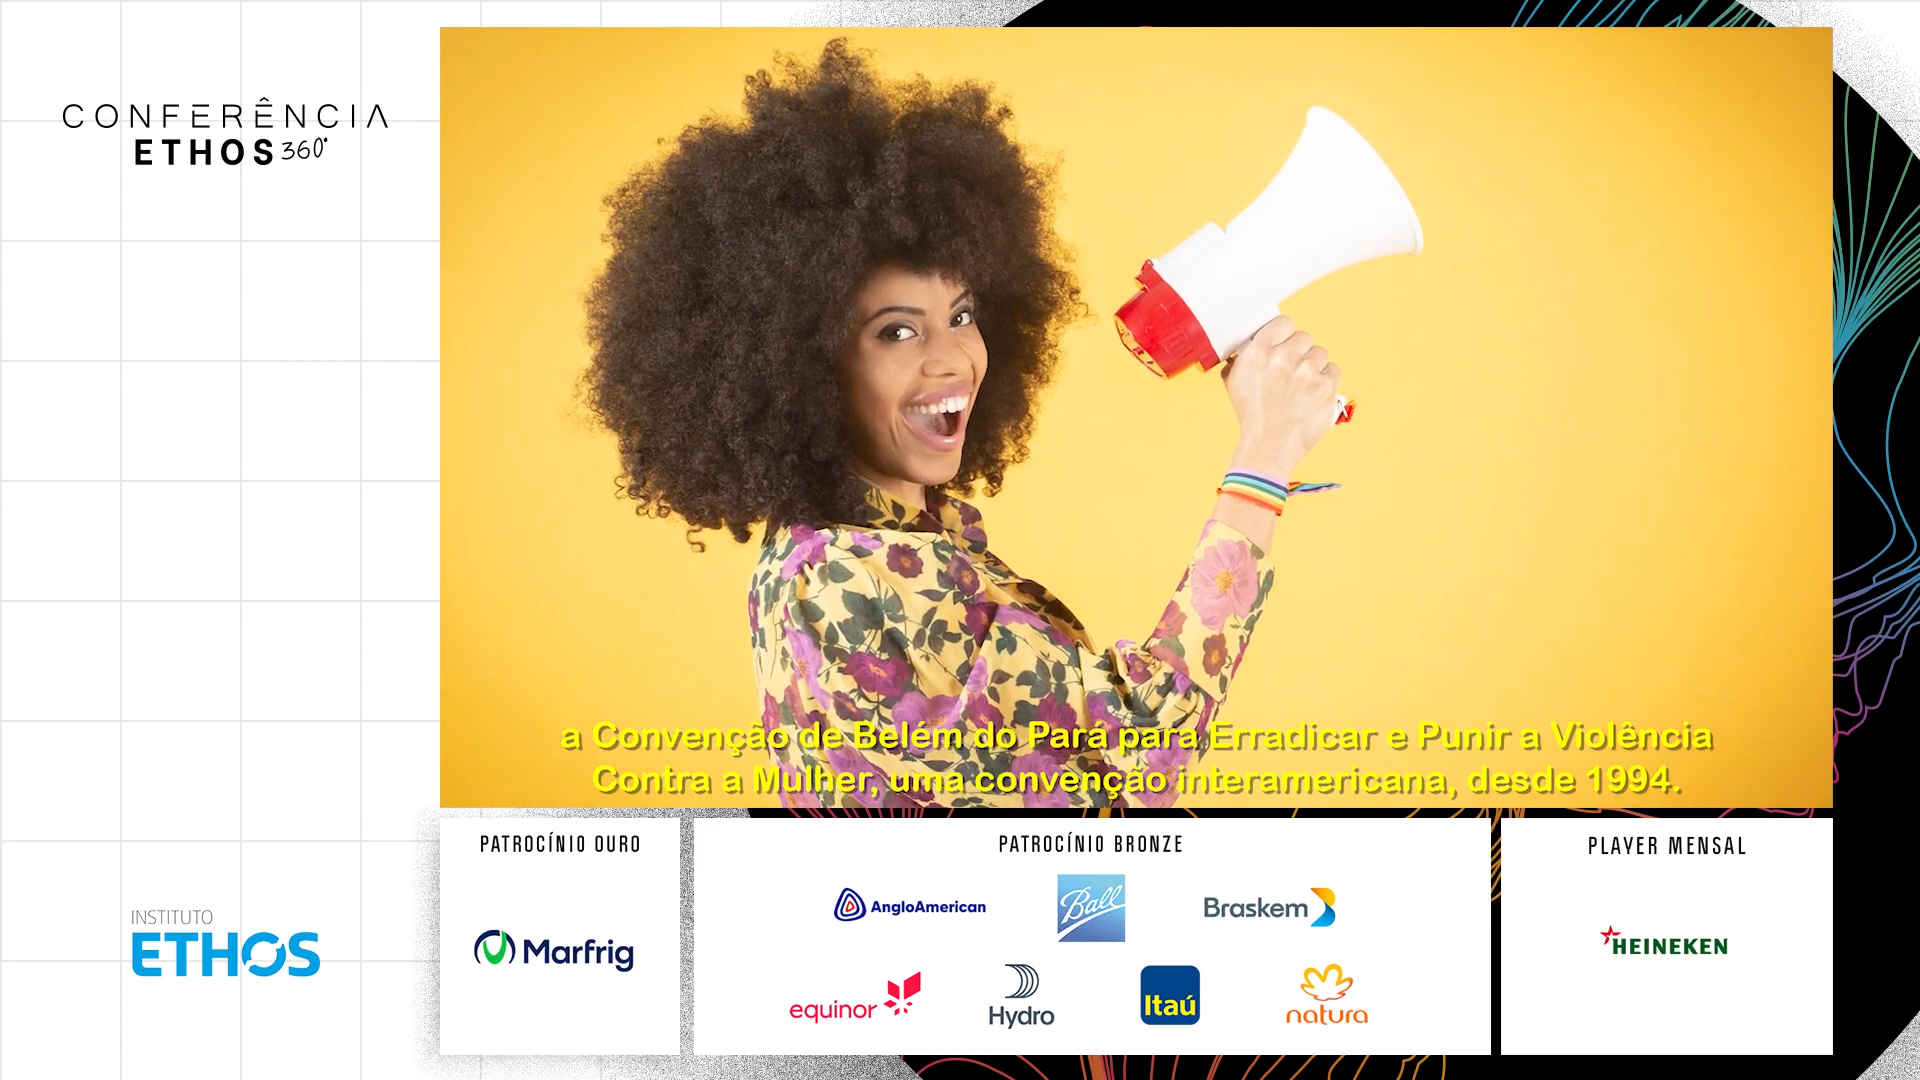 CONFERÊNCIA
ETHOS 360°
a Convenção de Belém do Pará para Erradicar e Punir a Violência
Contra a Mulher, uma convenção interamericana, desde 1994.
PATROCÍNIO OURO
Marfrig
PATROCÍNIO BRONZE
AngloAmerican
Ball
Braskem
equinor
Hydro
Itaú
natura
PLAYER MENSAL
HEINEKEN
INSTITUTO
ETHOS